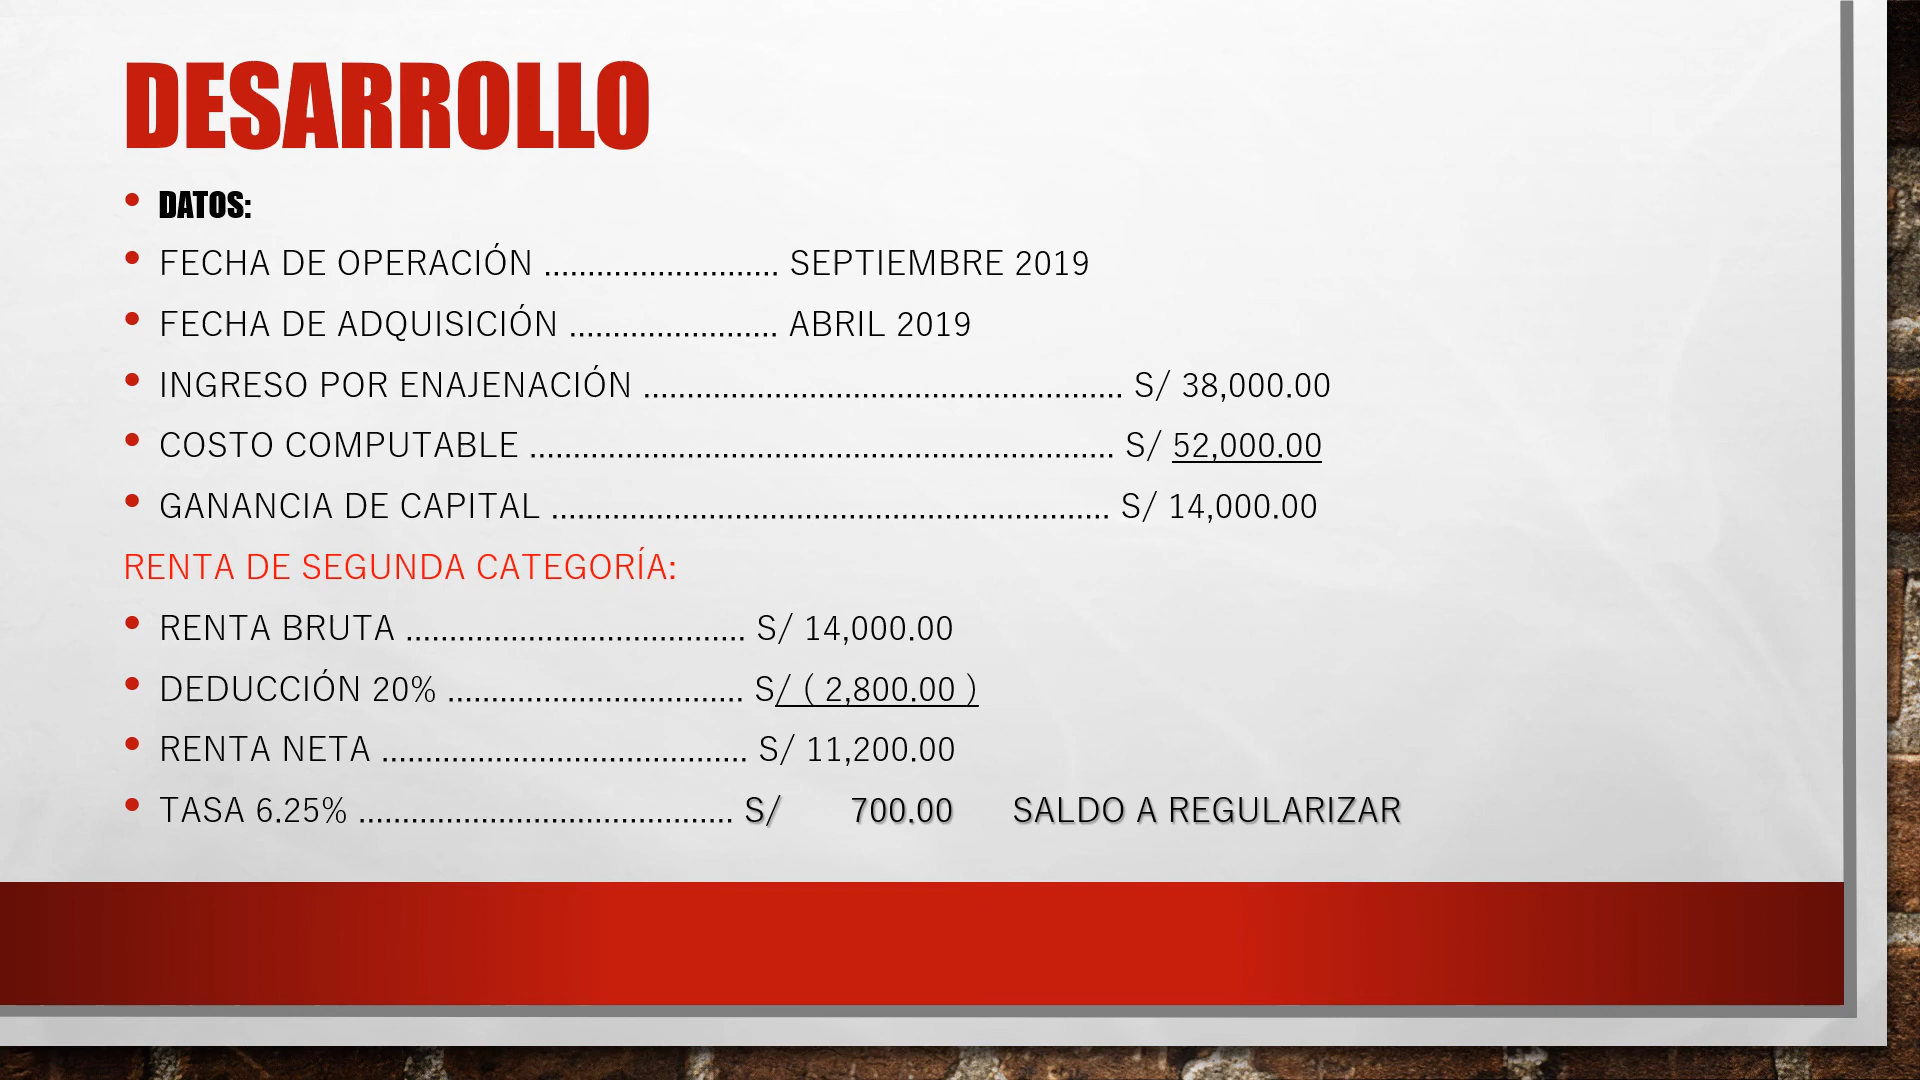 DESARROLLO
• DATOS:
• FECHA DE OPERACIÓN ........................... SEPTIEMBRE 2019
• FECHA DE ADQUISICIÓN ........................ ABRIL 2019
• INGRESO POR ENAJENACIÓN ....................................................... S/ 38,000.00
• COSTO COMPUTABLE ................................................................... S/ 52,000.00
• GANANCIA DE CAPITAL ................................................................ S/ 14,000.00
RENTA DE SEGUNDA CATEGORÍA:
• RENTA BRUTA ....................................... S/ 14,000.00
• DEDUCCIÓN 20% .................................. S/ ( 2,800.00 )
• RENTA NETA .......................................... S/ 11,200.00
• TASA 6.25% ........................................... S/ 700.00 SALDO A REGULARIZAR